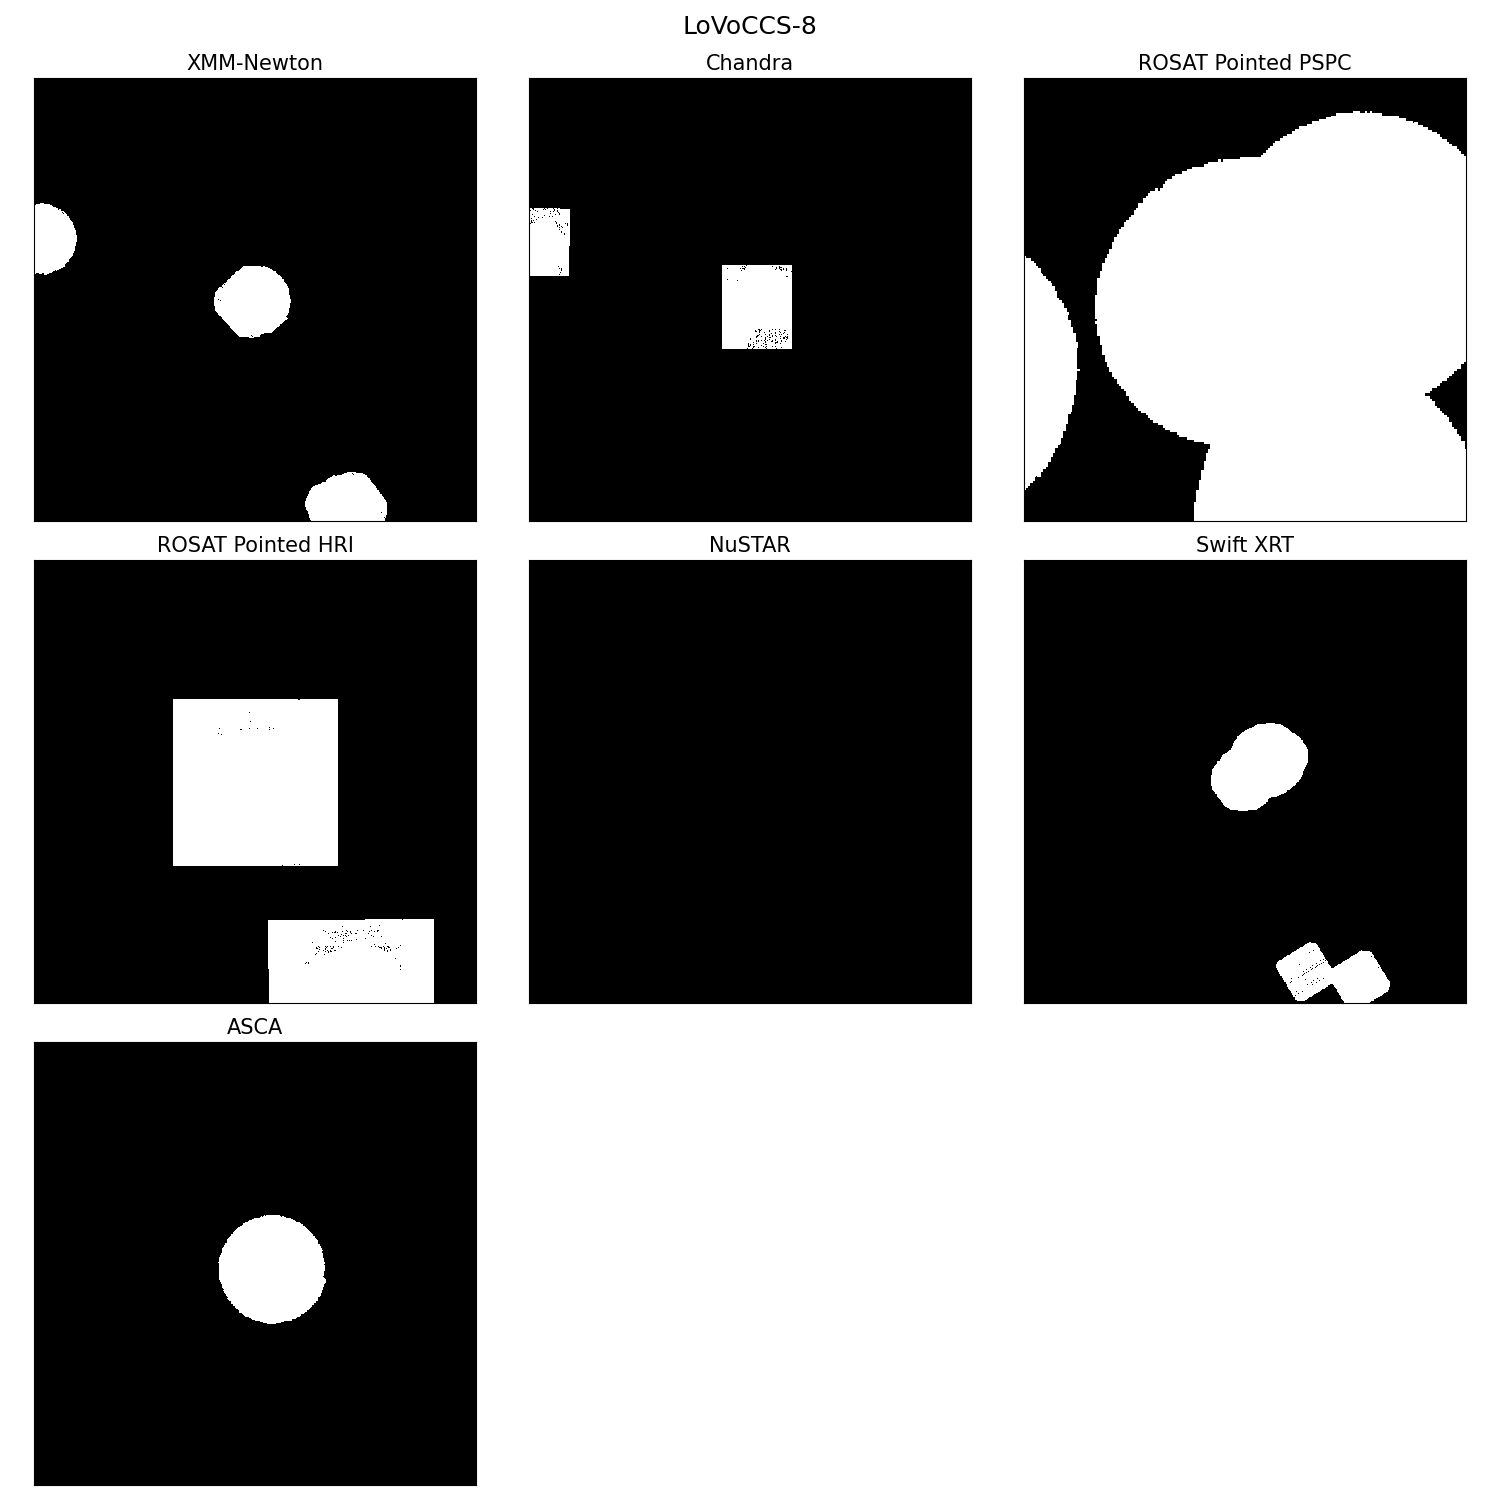 LoVoCCS-8
XMM-Newton
Chandra
ROSAT Pointed PSPC
ROSAT Pointed HRI
NuSTAR
Swift XRT
ASCA